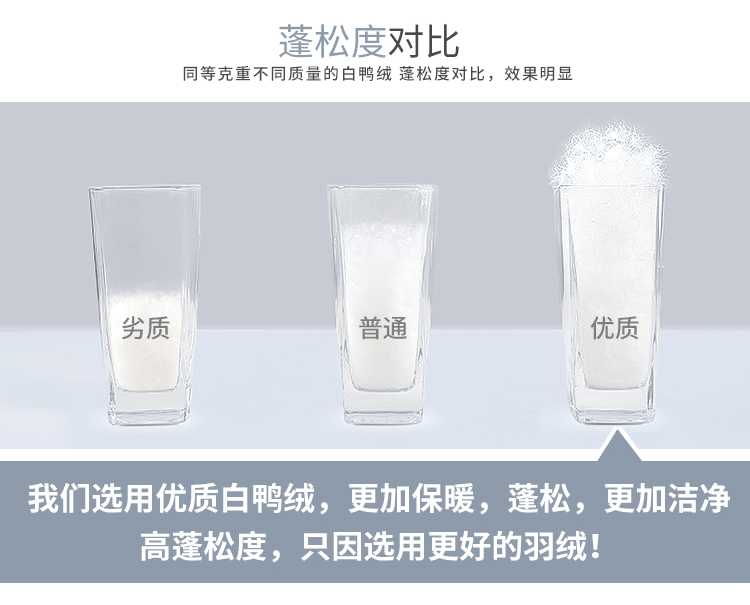 蓬松度对比
同等克重不同质量的白鸭绒 蓬松度对比，效果明显
劣质 普通 优质
我们选用优质白鸭绒，更加保暖，蓬松，更加洁净
高蓬松度，只因选用更好的羽绒！